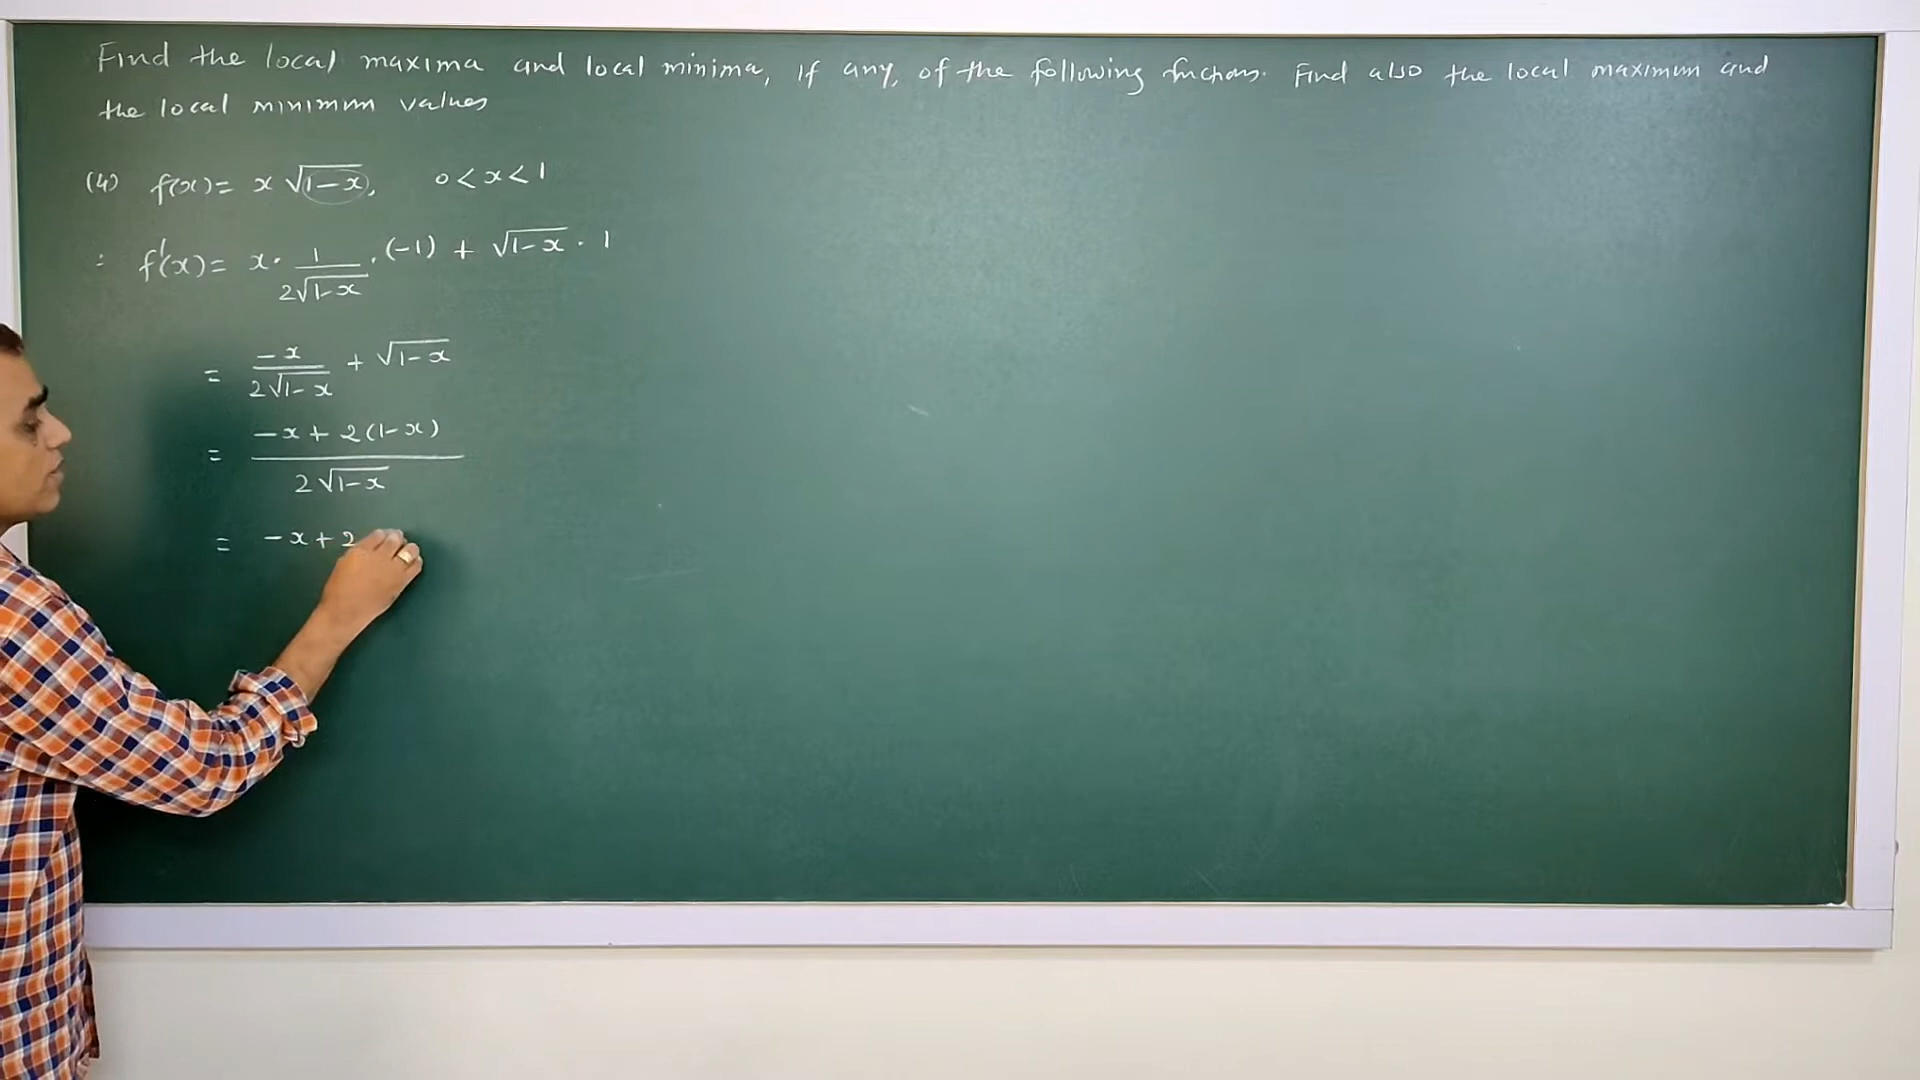 Find the local maxima and local minima, if any, of the following functions. Find also the local maximum and
the local minimum values
(4) f(x) = x √(1-x), 0 < x < 1
∴ f'(x) = x · 1/(2√(1-x)) · (-1) + √(1-x) · 1
= -x/(2√(1-x)) + √(1-x)
= (-x + 2(1-x))/(2√(1-x))
= -x + 2